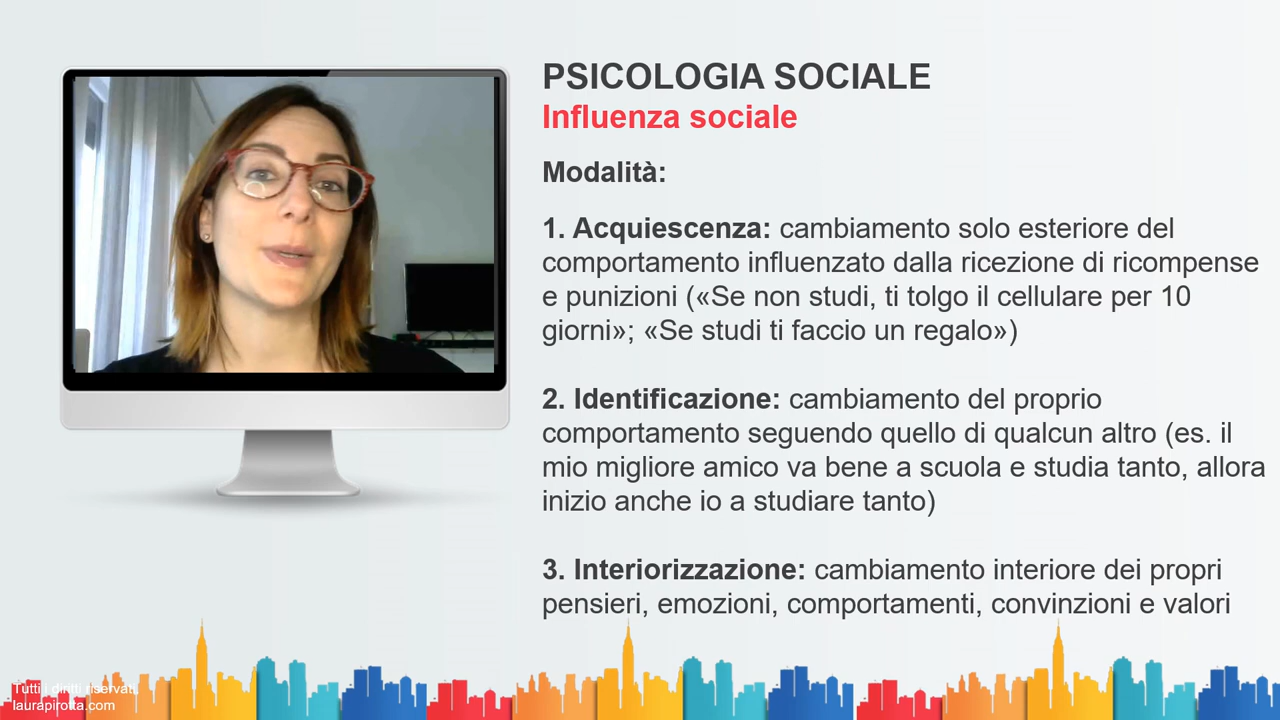 PSICOLOGIA SOCIALE
Influenza sociale
Modalità:
1. Acquiescenza: cambiamento solo esteriore del
comportamento influenzato dalla ricezione di ricompense
e punizioni («Se non studi, ti tolgo il cellulare per 10
giorni»; «Se studi ti faccio un regalo»)
2. Identificazione: cambiamento del proprio
comportamento seguendo quello di qualcun altro (es. il
mio migliore amico va bene a scuola e studia tanto, allora
inizio anche io a studiare tanto)
3. Interiorizzazione: cambiamento interiore dei propri
pensieri, emozioni, comportamenti, convinzioni e valori
Tutti i diritti riservati
laurapirotta.com